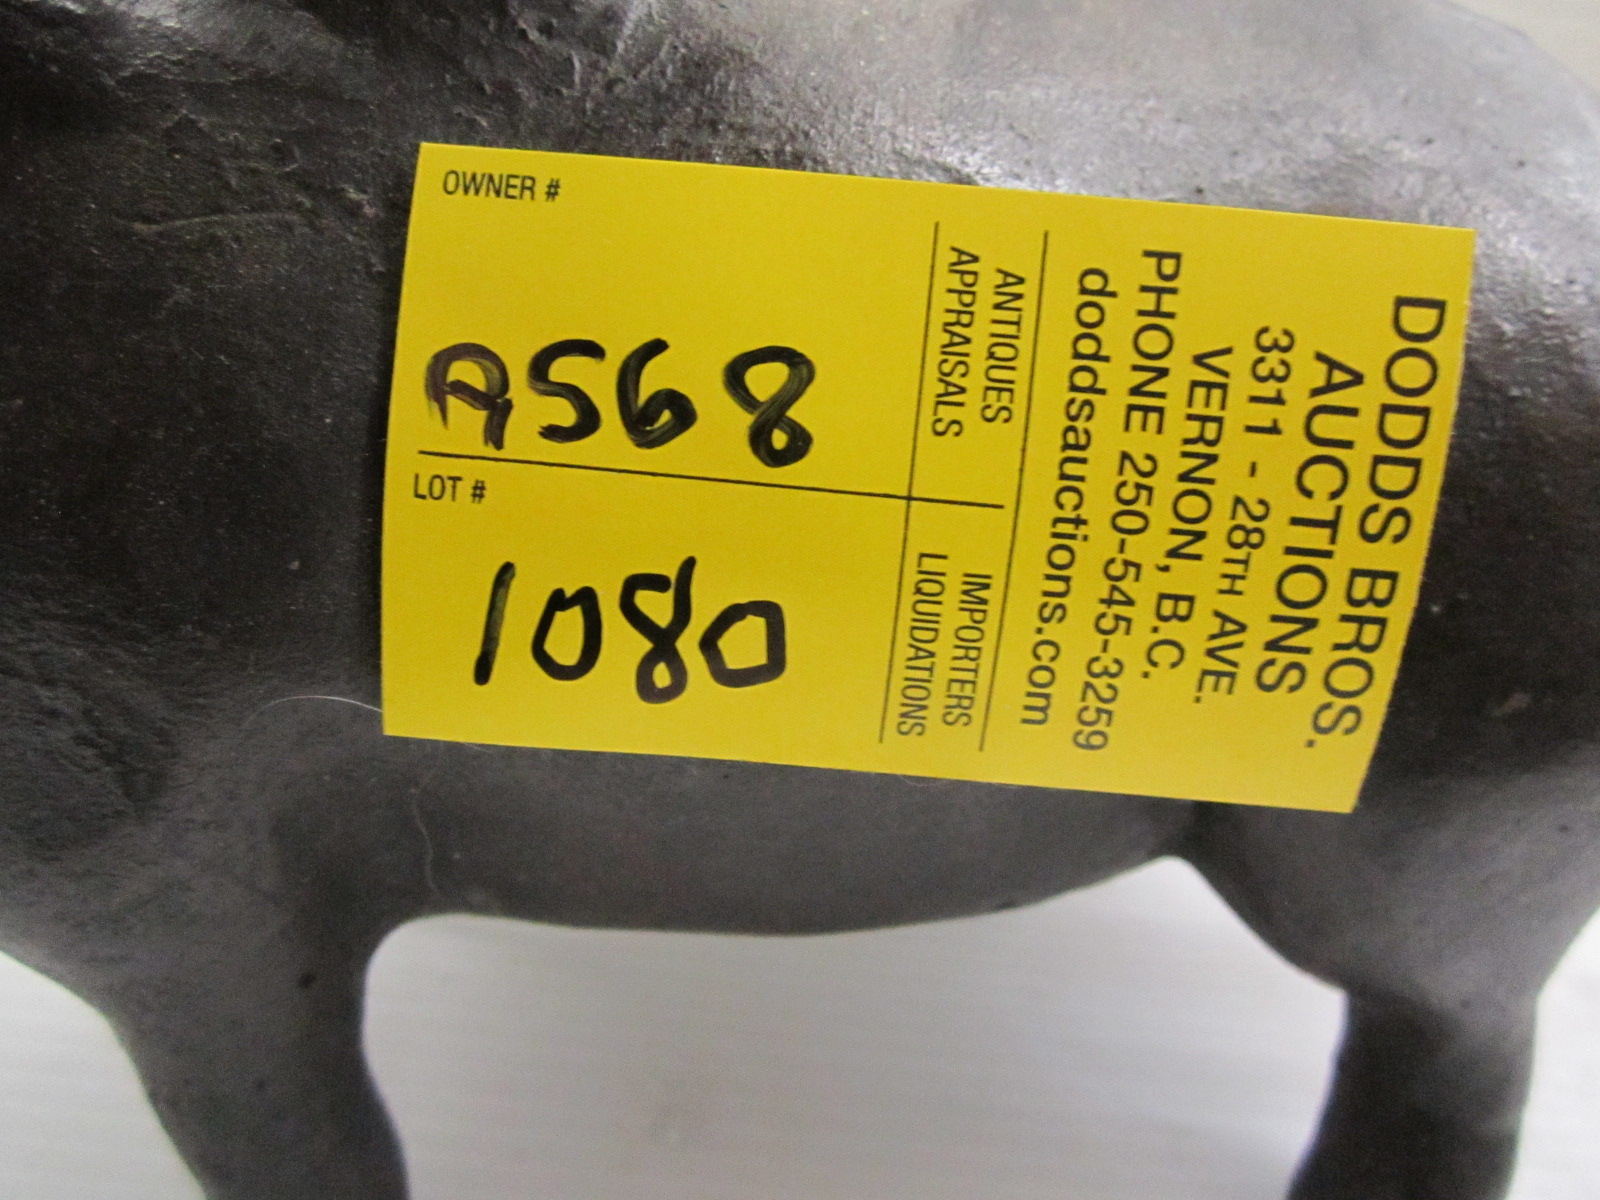 OWNER #
A568
LOT #
1080
DODDS BROS.
AUCTIONS
3311 - 28TH AVE.
VERNON, B.C.
PHONE 250-545-3259
doddsauctions.com
ANTIQUES
APPRAISALS
IMPORTERS
LIQUIDATIONS